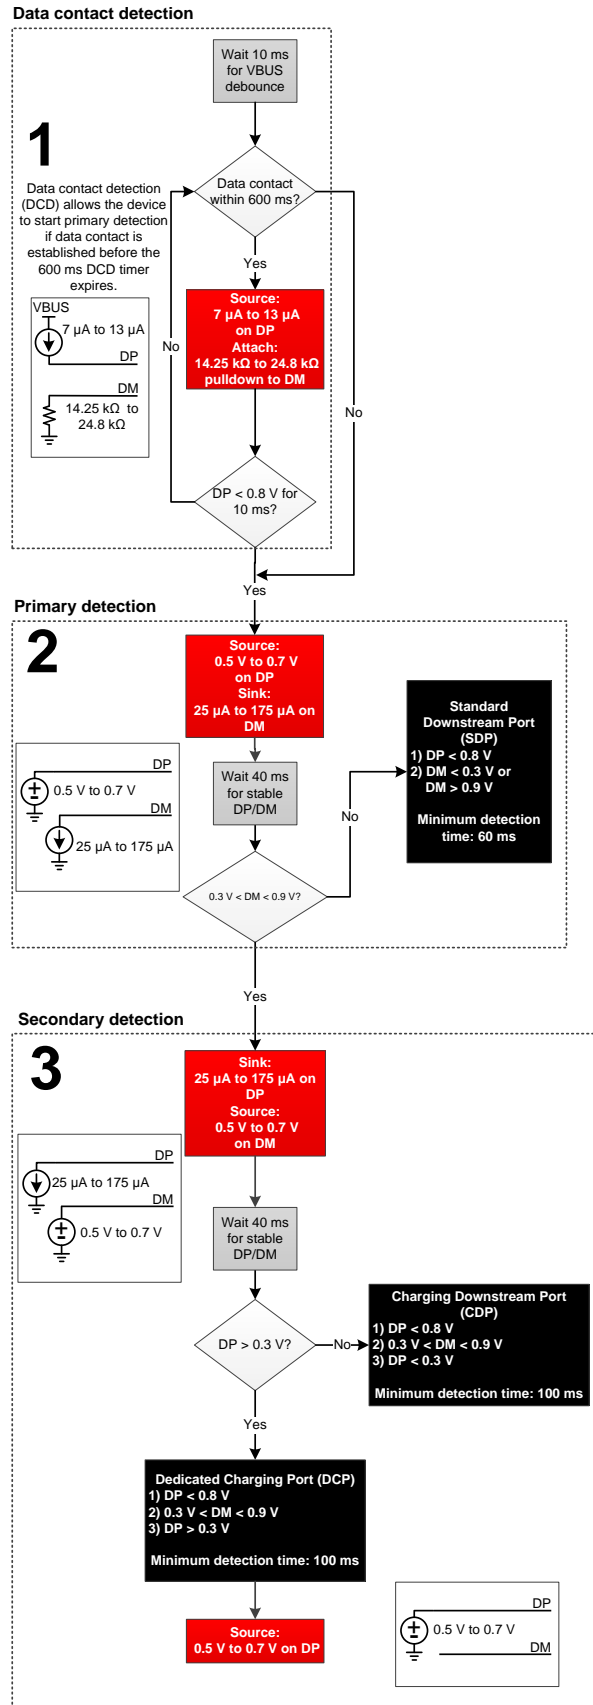 Data contact detection
Wait 10 ms
for VBUS
debounce
1
Data contact
within 600 ms?
Data contact detection
(DCD) allows the device
to start primary detection
if data contact is
established before the
600 ms DCD timer
expires.
Yes
Source:
7 µA to 13 µA
on DP
Attach:
14.25 kΩ to 24.8 kΩ
pulldown to DM
VBUS
7 µA to 13 µA
DP
DM
14.25 kΩ to
24.8 kΩ
No
No
DP < 0.8 V for
10 ms?
Yes
Primary detection
2
Source:
0.5 V to 0.7 V
on DP
Sink:
25 µA to 175 µA on
DM
Standard
Downstream Port
(SDP)
1) DP < 0.8 V
2) DM < 0.3 V or
DM > 0.9 V
Minimum detection
time: 60 ms
DP
0.5 V to 0.7 V
DM
25 µA to 175 µA
Wait 40 ms
for stable
DP/DM
No
0.3 V < DM < 0.9 V?
Yes
Secondary detection
3
Sink:
25 µA to 175 µA on
DP
Source:
0.5 V to 0.7 V
on DM
DP
25 µA to 175 µA
DM
0.5 V to 0.7 V
Wait 40 ms
for stable
DP/DM
DP > 0.3 V?
No
Charging Downstream Port
(CDP)
1) DP < 0.8 V
2) 0.3 V < DM < 0.9 V
3) DP < 0.3 V
Minimum detection time: 100 ms
Yes
Dedicated Charging Port (DCP)
1) DP < 0.8 V
2) 0.3 V < DM < 0.9 V
3) DP > 0.3 V
Minimum detection time: 100 ms
Source:
0.5 V to 0.7 V on DP
DP
0.5 V to 0.7 V
DM